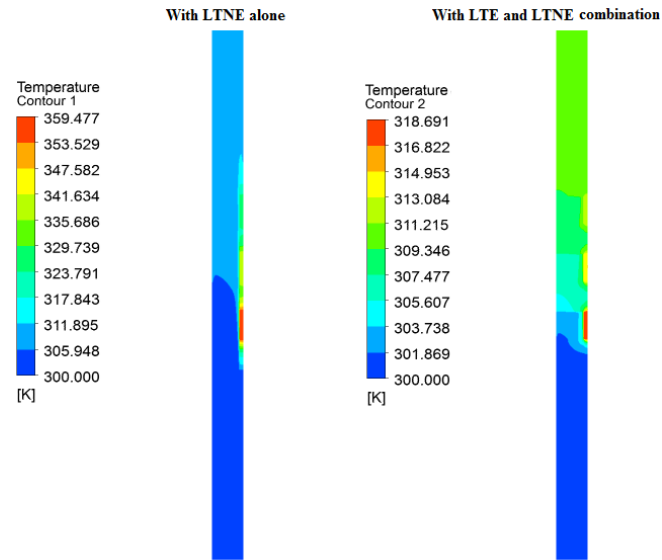 With LTNE alone
With LTE and LTNE combination
Temperature
Contour 1
359.477
353.529
347.582
341.634
335.686
329.739
323.791
317.843
311.895
305.948
300.000
[K]
Temperature
Contour 2
318.691
316.822
314.953
313.084
311.215
309.346
307.477
305.607
303.738
301.869
300.000
[K]